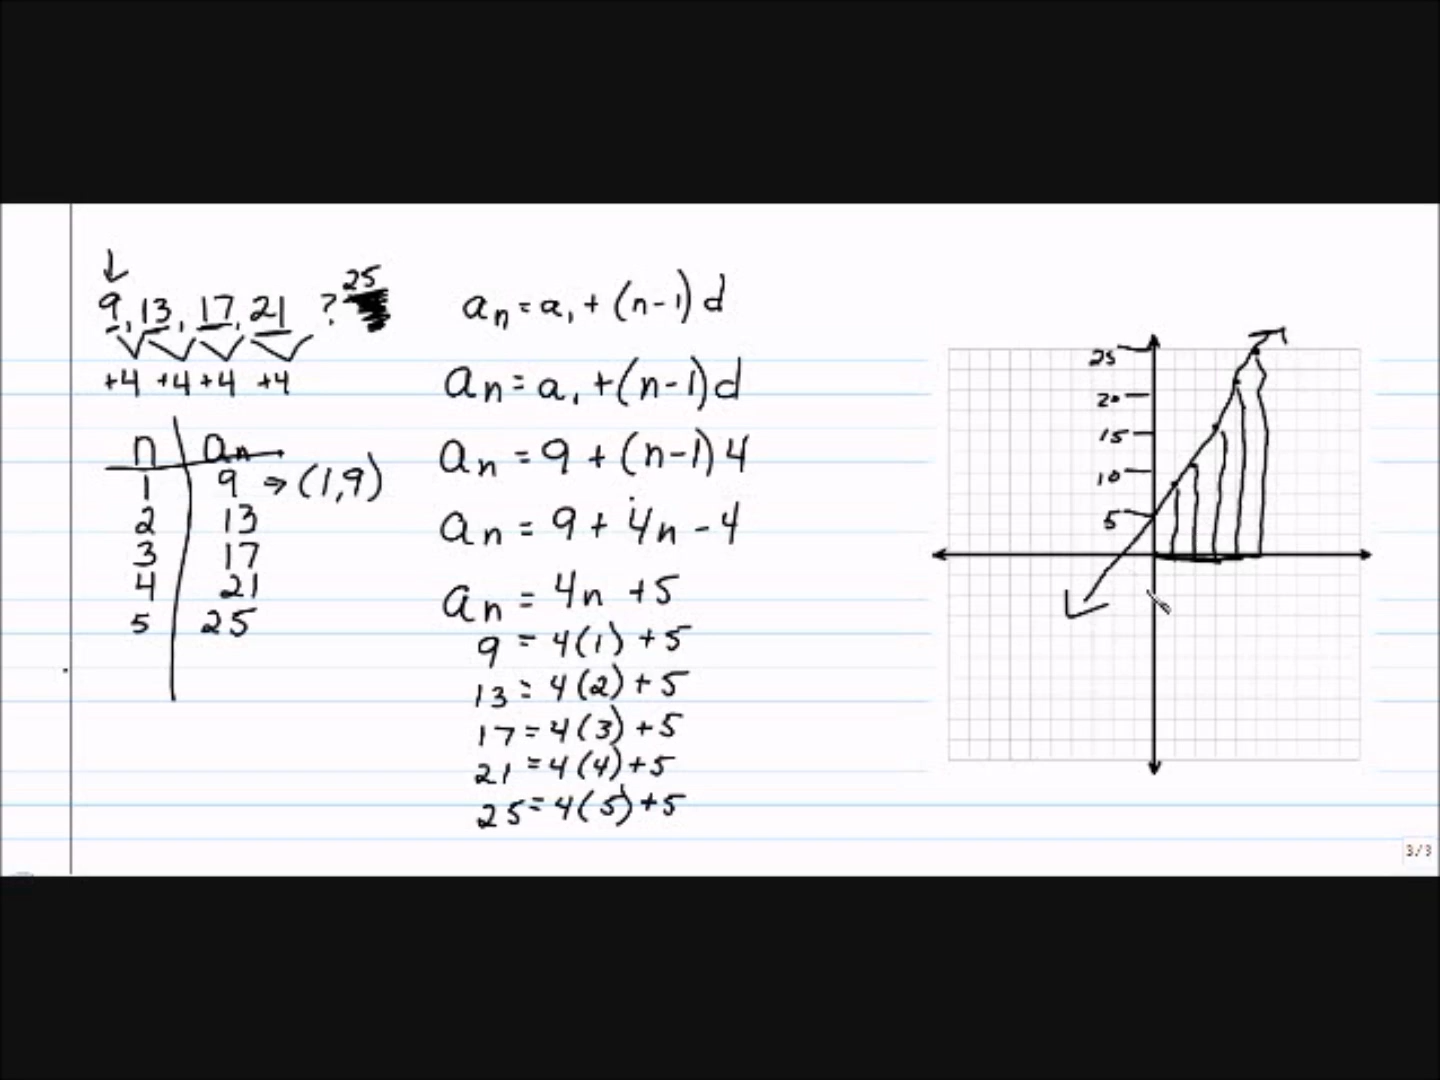 25
9, 13, 17, 21 ?
+4 +4 +4 +4
n an
1 9 → (1,9)
2 13
3 17
4 21
5 25
an = a1 + (n-1) d
an = a1 + (n-1) d
an = 9 + (n-1) 4
an = 9 + 4n - 4
an = 4n + 5
9 = 4(1) + 5
13 = 4(2) + 5
17 = 4(3) + 5
21 = 4(4) + 5
25 = 4(5) + 5
25
20
15
10
5
3/3